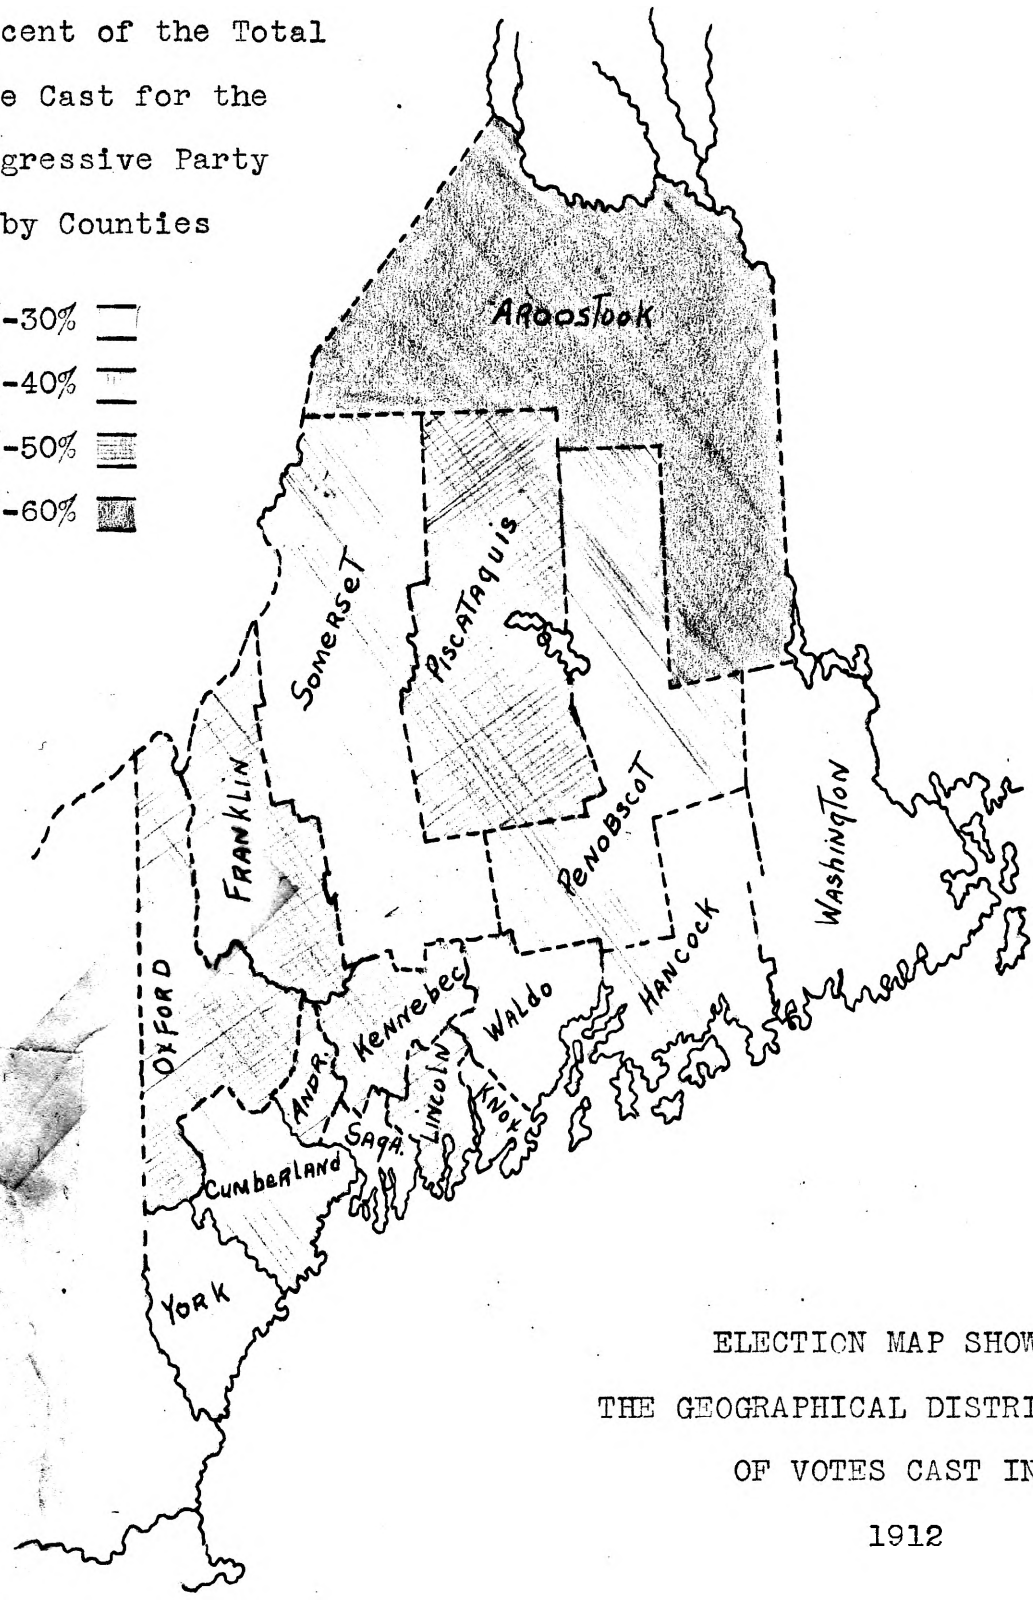 cent of the Total
e Cast for the
gressive Party
by Counties
-30%
-40%
-50%
-60%
AROOSTOOK
SOMERSET
PISCATAQUIS
FRANKLIN
PENOBSCOT
WASHINGTON
OXFORD
KENNEBEC
WALDO
HANCOCK
ANDR.
SAGA.
LINCOLN
KNOX
CUMBERLAND
YORK
ELECTION MAP SHOW
THE GEOGRAPHICAL DISTRI
OF VOTES CAST IN
1912